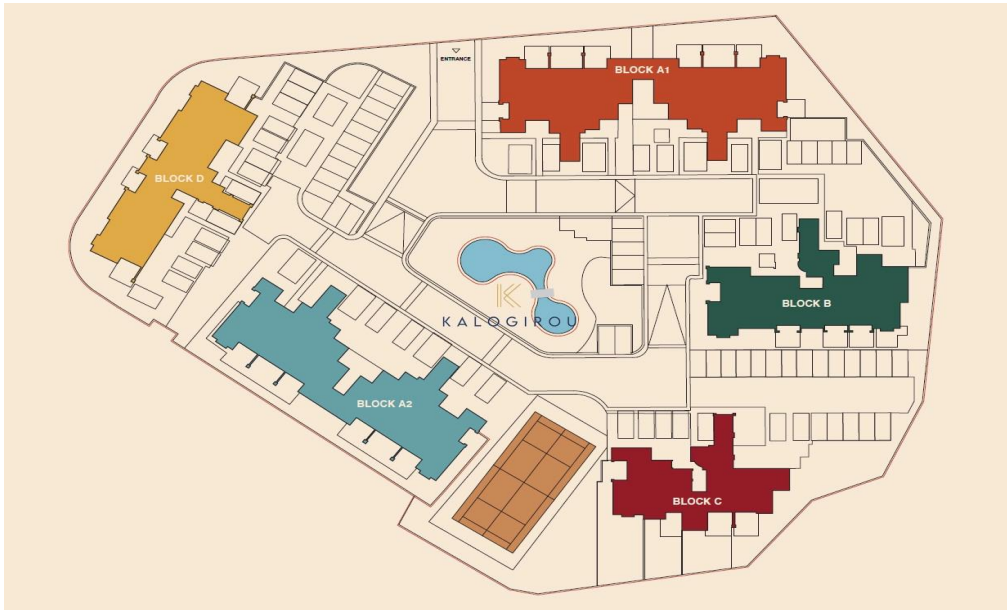 ENTRANCE
BLOCK A1
BLOCK D
BLOCK B
K
KALOGIROU
BLOCK A2
BLOCK C